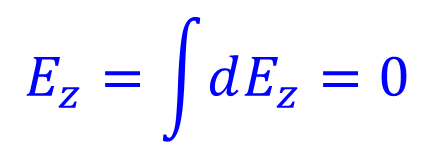 E_z = ∫ dE_z = 0